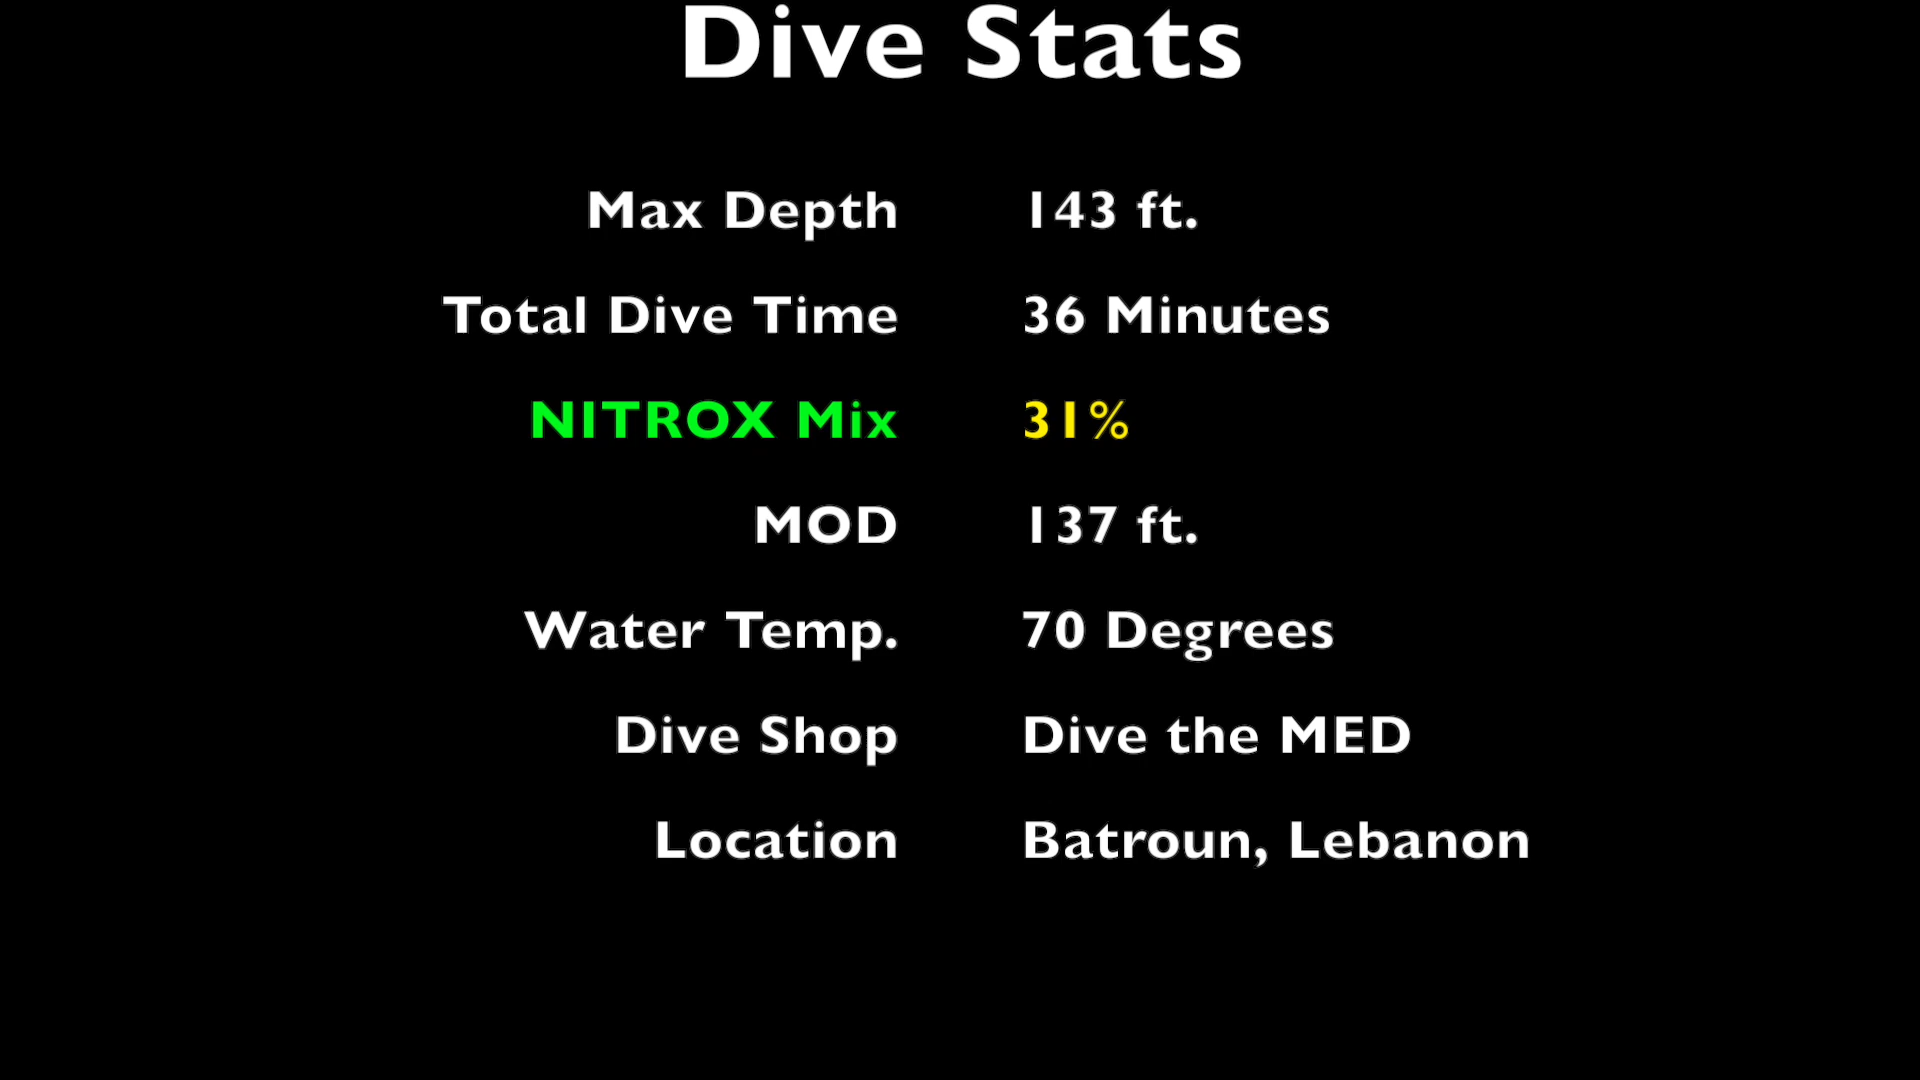 Dive Stats
Max Depth 143 ft.
Total Dive Time 36 Minutes
NITROX Mix 31%
MOD 137 ft.
Water Temp. 70 Degrees
Dive Shop Dive the MED
Location Batroun, Lebanon